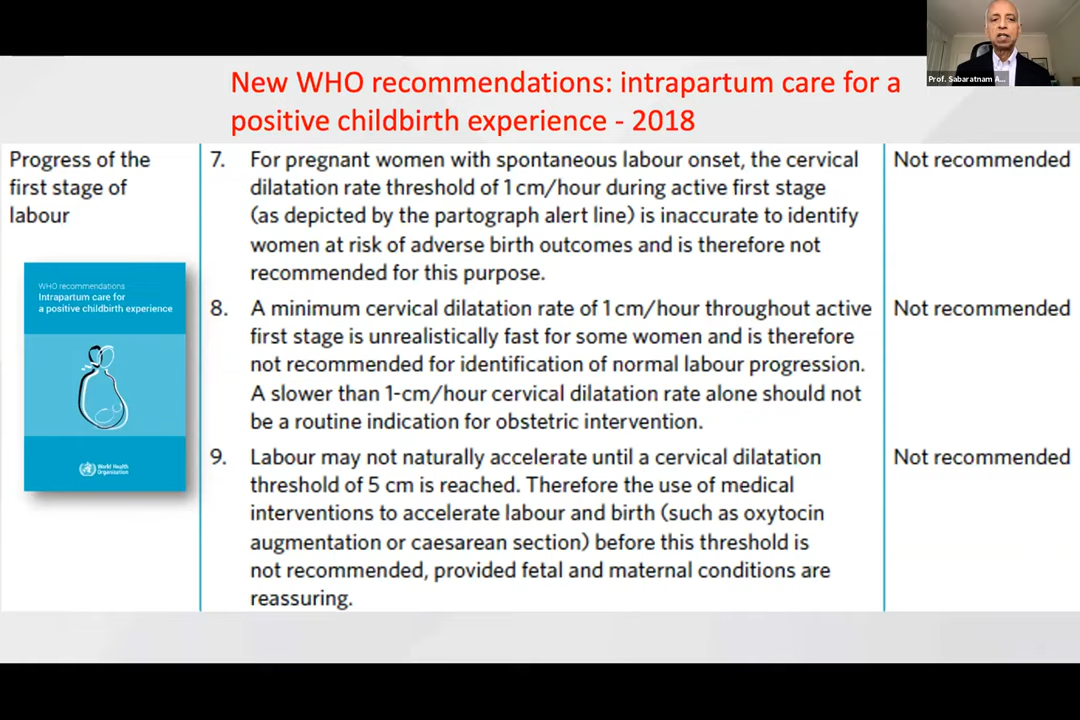 Prof. Sabaratnam A...
New WHO recommendations: intrapartum care for a
positive childbirth experience - 2018
Progress of the
first stage of
labour
WHO recommendations
Intrapartum care for
a positive childbirth experience
World Health
Organization
7. For pregnant women with spontaneous labour onset, the cervical
dilatation rate threshold of 1 cm/hour during active first stage
(as depicted by the partograph alert line) is inaccurate to identify
women at risk of adverse birth outcomes and is therefore not
recommended for this purpose.
Not recommended
8. A minimum cervical dilatation rate of 1 cm/hour throughout active
first stage is unrealistically fast for some women and is therefore
not recommended for identification of normal labour progression.
A slower than 1-cm/hour cervical dilatation rate alone should not
be a routine indication for obstetric intervention.
Not recommended
9. Labour may not naturally accelerate until a cervical dilatation
threshold of 5 cm is reached. Therefore the use of medical
interventions to accelerate labour and birth (such as oxytocin
augmentation or caesarean section) before this threshold is
not recommended, provided fetal and maternal conditions are
reassuring.
Not recommended